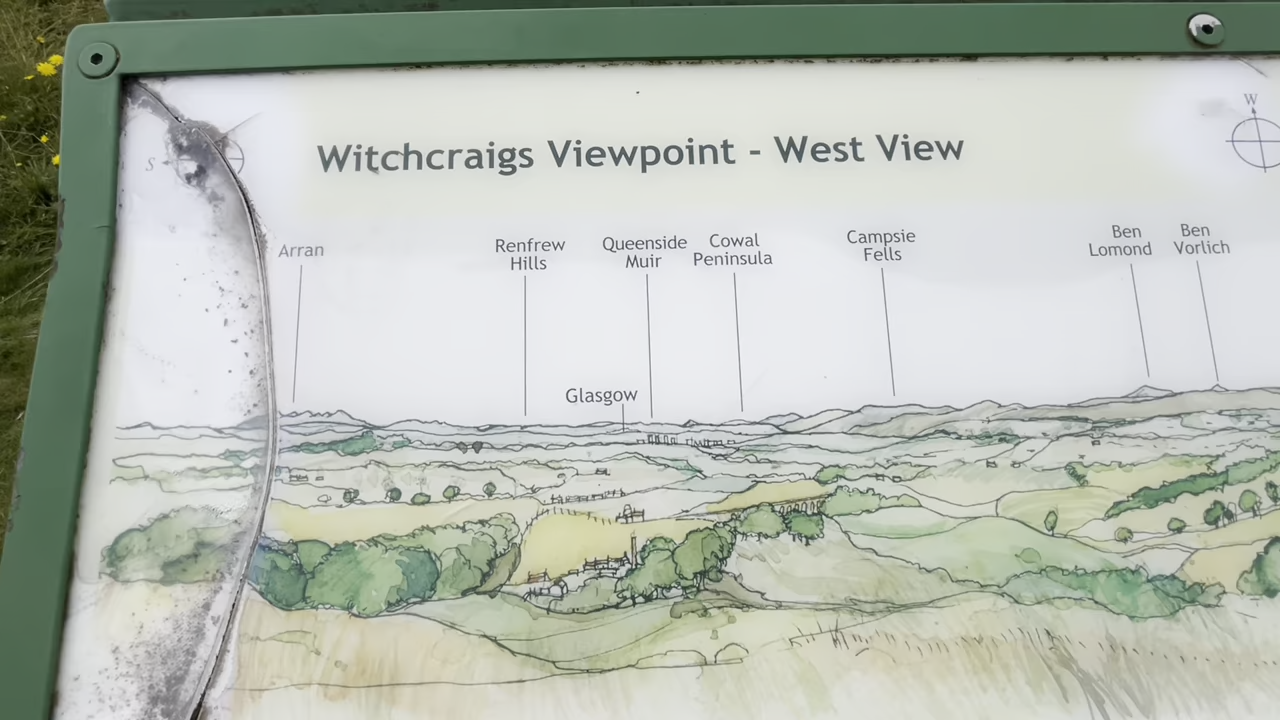 Witchcraigs Viewpoint - West View
W
S
Arran
Renfrew
Hills
Queenside
Muir
Cowal
Peninsula
Campsie
Fells
Ben
Lomond
Ben
Vorlich
Glasgow